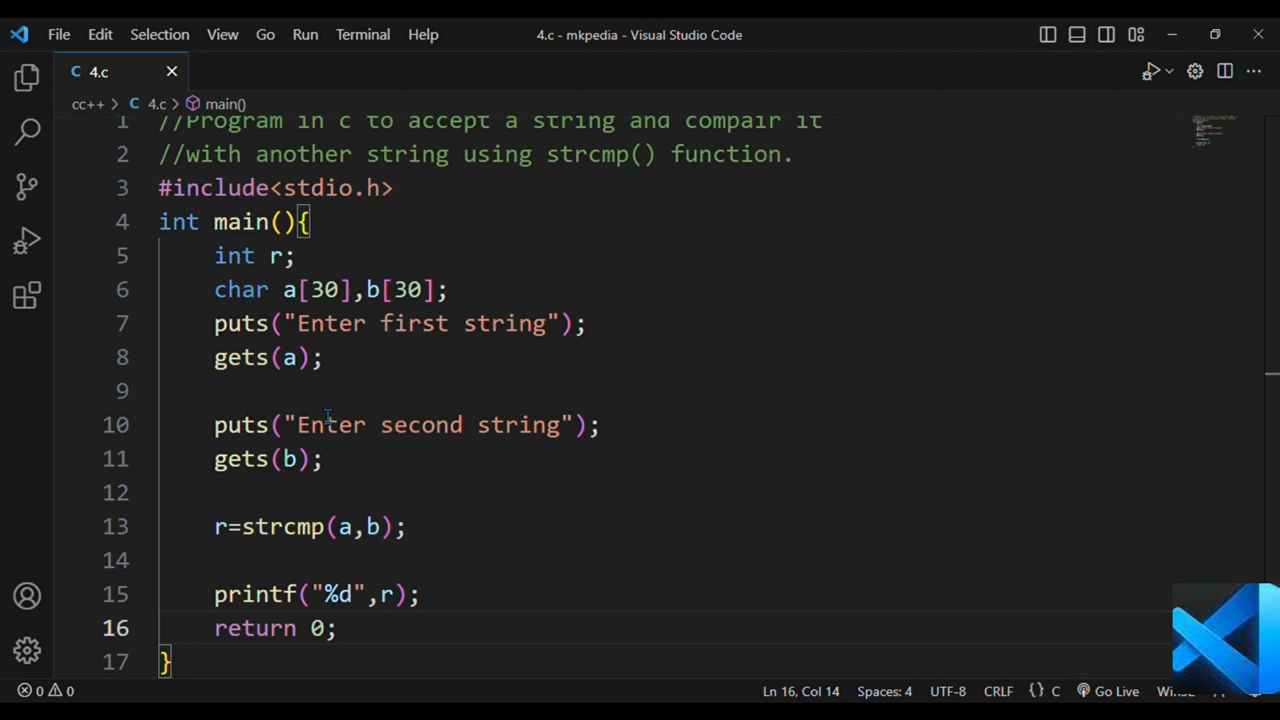 File Edit Selection View Go Run Terminal Help 4.c - mkpedia - Visual Studio Code
C 4.c
cc++ > C 4.c > main()
1 //Program in c to accept a string and compair it
2 //with another string using strcmp() function.
3 #include<stdio.h>
4 int main(){
5 int r;
6 char a[30],b[30];
7 puts("Enter first string");
8 gets(a);
9
10 puts("Enter second string");
11 gets(b);
12
13 r=strcmp(a,b);
14
15 printf("%d",r);
16 return 0;
17 }
0 0 Ln 16, Col 14 Spaces: 4 UTF-8 CRLF {} C Go Live